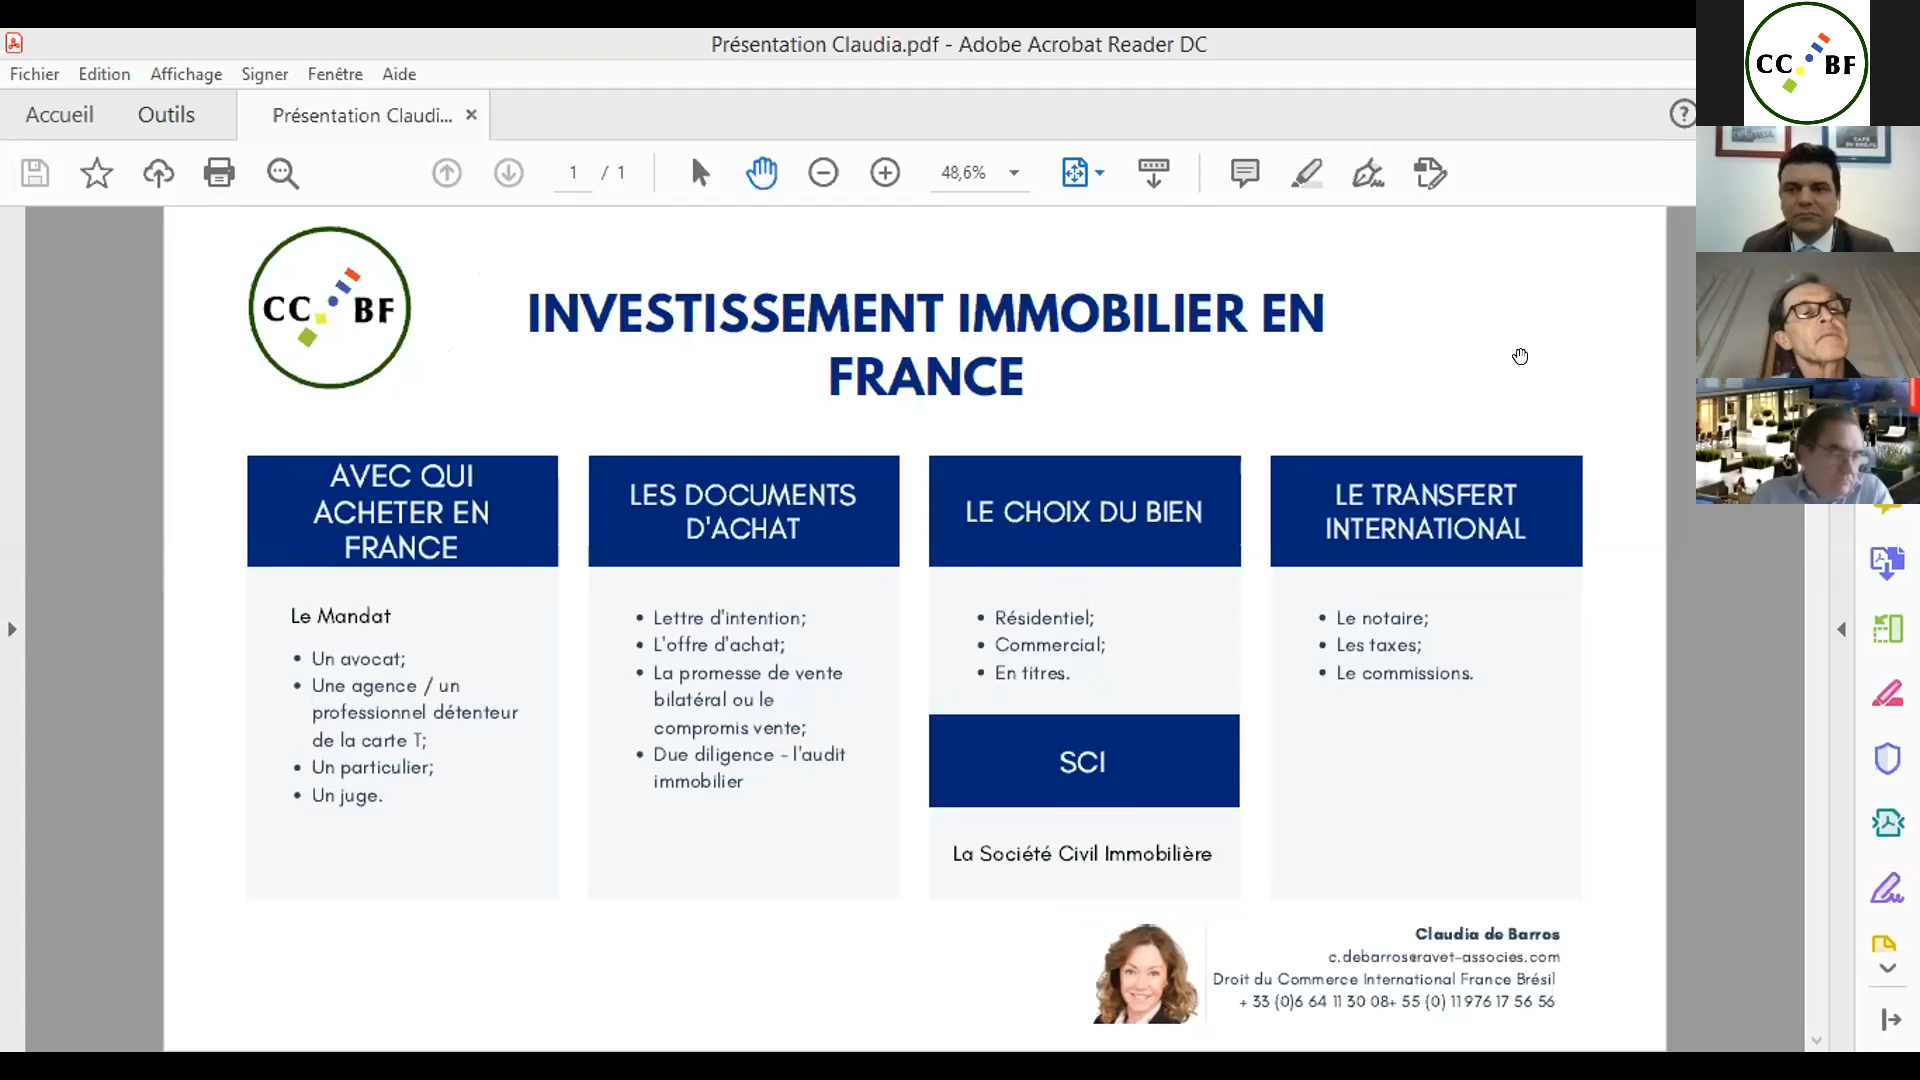 Présentation Claudia.pdf - Adobe Acrobat Reader DC
Fichier Edition Affichage Signer Fenêtre Aide
Accueil Outils Présentation Claudi... ×
1 / 1 48,6%
CC BF
INVESTISSEMENT IMMOBILIER EN
FRANCE
AVEC QUI
ACHETER EN
FRANCE
Le Mandat
• Un avocat;
• Une agence / un
professionnel détenteur
de la carte T;
• Un particulier;
• Un juge.
LES DOCUMENTS
D'ACHAT
• Lettre d'intention;
• L'offre d'achat;
• La promesse de vente
bilatéral ou le
compromis vente;
• Due diligence - l'audit
immobilier
LE CHOIX DU BIEN
• Résidentiel;
• Commercial;
• En titres.
SCI
La Société Civil Immobilière
LE TRANSFERT
INTERNATIONAL
• Le notaire;
• Les taxes;
• Le commissions.
Claudia de Barros
c.debarros@ravet-associes.com
Droit du Commerce International France Brésil
+ 33 (0)6 64 11 30 08+ 55 (0) 11 976 17 56 56
CC BF